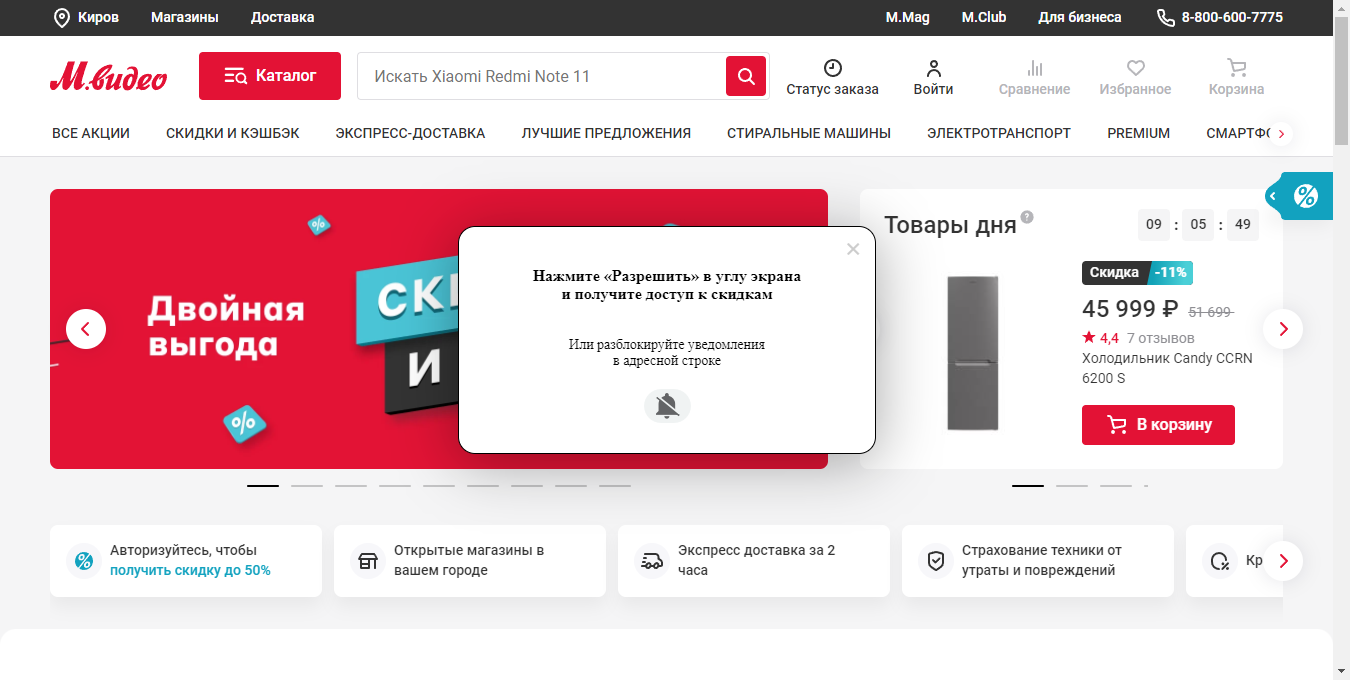 Киров Магазины Доставка M.Mag M.Club Для бизнеса 8-800-600-7775
М.видео Каталог Искать Xiaomi Redmi Note 11 Статус заказа Войти Сравнение Избранное Корзина
ВСЕ АКЦИИ СКИДКИ И КЭШБЭК ЭКСПРЕСС-ДОСТАВКА ЛУЧШИЕ ПРЕДЛОЖЕНИЯ СТИРАЛЬНЫЕ МАШИНЫ ЭЛЕКТРОТРАНСПОРТ PREMIUM СМАРТФ
%
Двойная
выгода
И
%
Нажмите «Разрешить» в углу экрана
и получите доступ к скидкам
Или разблокируйте уведомления
в адресной строке
Товары дня ? 09 : 05 : 49
%
Скидка -11%
45 999 ₽ 51 699
4,4 7 отзывов
Холодильник Candy CCRN
6200 S
В корзину
Авторизуйтесь, чтобы
получить скидку до 50%
Открытые магазины в
вашем городе
Экспресс доставка за 2
часа
Страхование техники от
утраты и повреждений
Кр